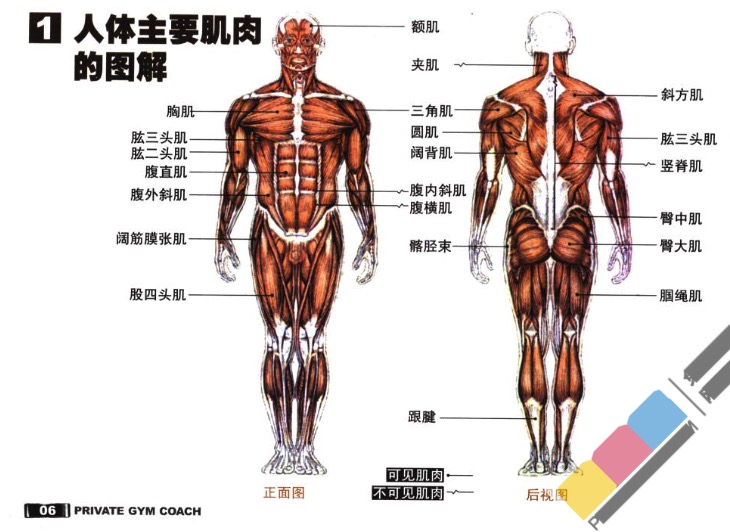 1 人体主要肌肉
的图解
额肌
夹肌
斜方肌
胸肌
三角肌
肱三头肌
圆肌
肱三头肌
肱二头肌
阔背肌
竖脊肌
腹直肌
腹外斜肌
腹内斜肌
腹横肌
臀中肌
阔筋膜张肌
髂胫束
臀大肌
股四头肌
腘绳肌
跟腱
可见肌肉
正面图
不可见肌肉
后视图
06 PRIVATE GYM COACH